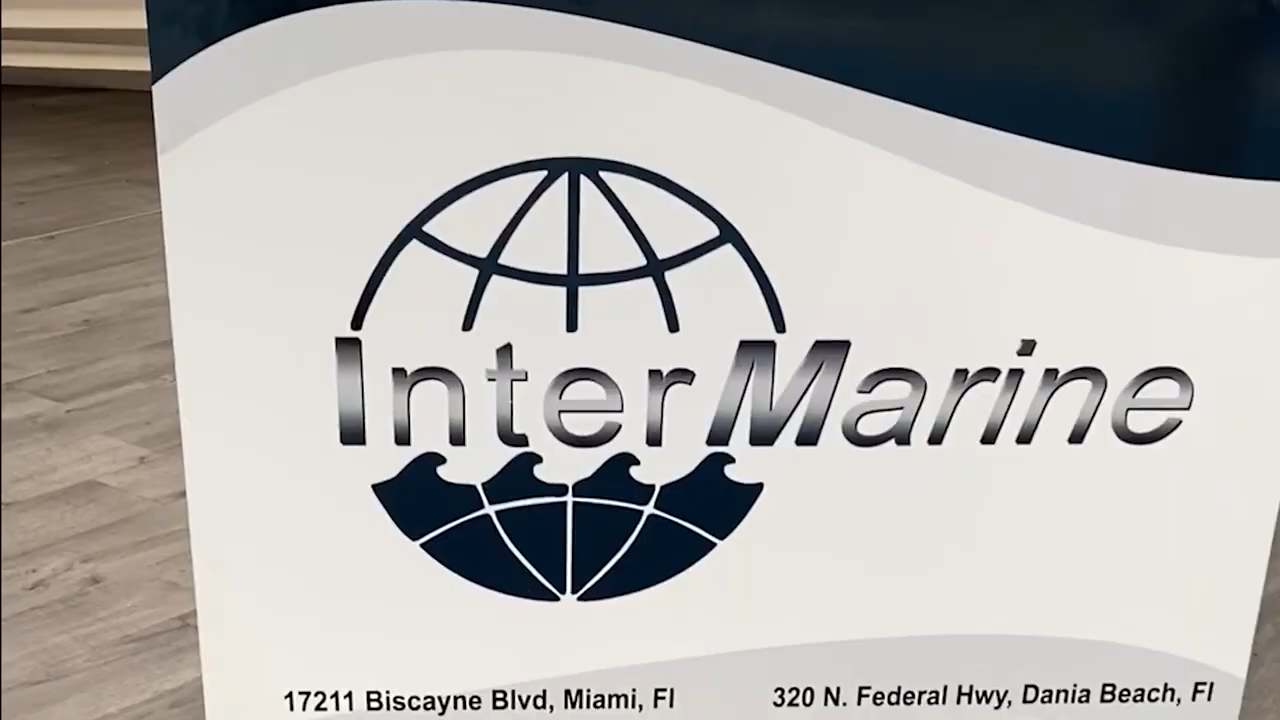 InterMarine
17211 Biscayne Blvd, Miami, Fl
320 N. Federal Hwy, Dania Beach, Fl